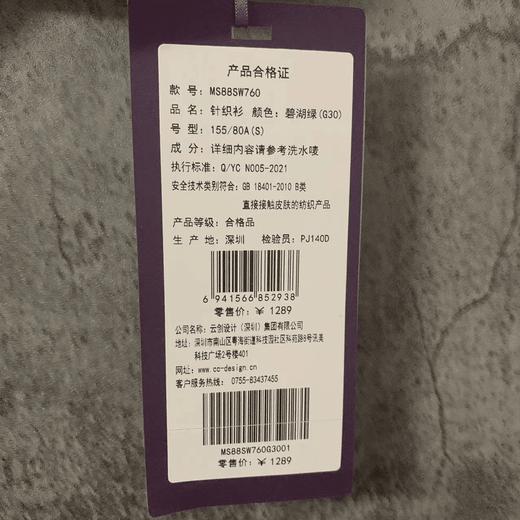 产品合格证
款 号：MS88SW760
品 名：针织衫 颜色：碧湖绿(G30)
号 型：155/80A(S)
成 分：详细内容请参考洗水唛
执行标准：Q/YC N005-2021
安全技术类别符合：GB 18401-2010 B类
直接接触皮肤的纺织产品
产品等级：合格品
生 产 地：深圳 检验员：PJ140D
6 941566 852938
零售价：￥ 1289
公司名称：云创设计（深圳）集团有限公司
地址：深圳市南山区粤海街道科技园社区科苑路8号讯美
科技广场2号楼401
网址：www.cc-design.cn
客户服务热线： 0755-83437455
MS88SW760G3001
零售价：￥ 1289